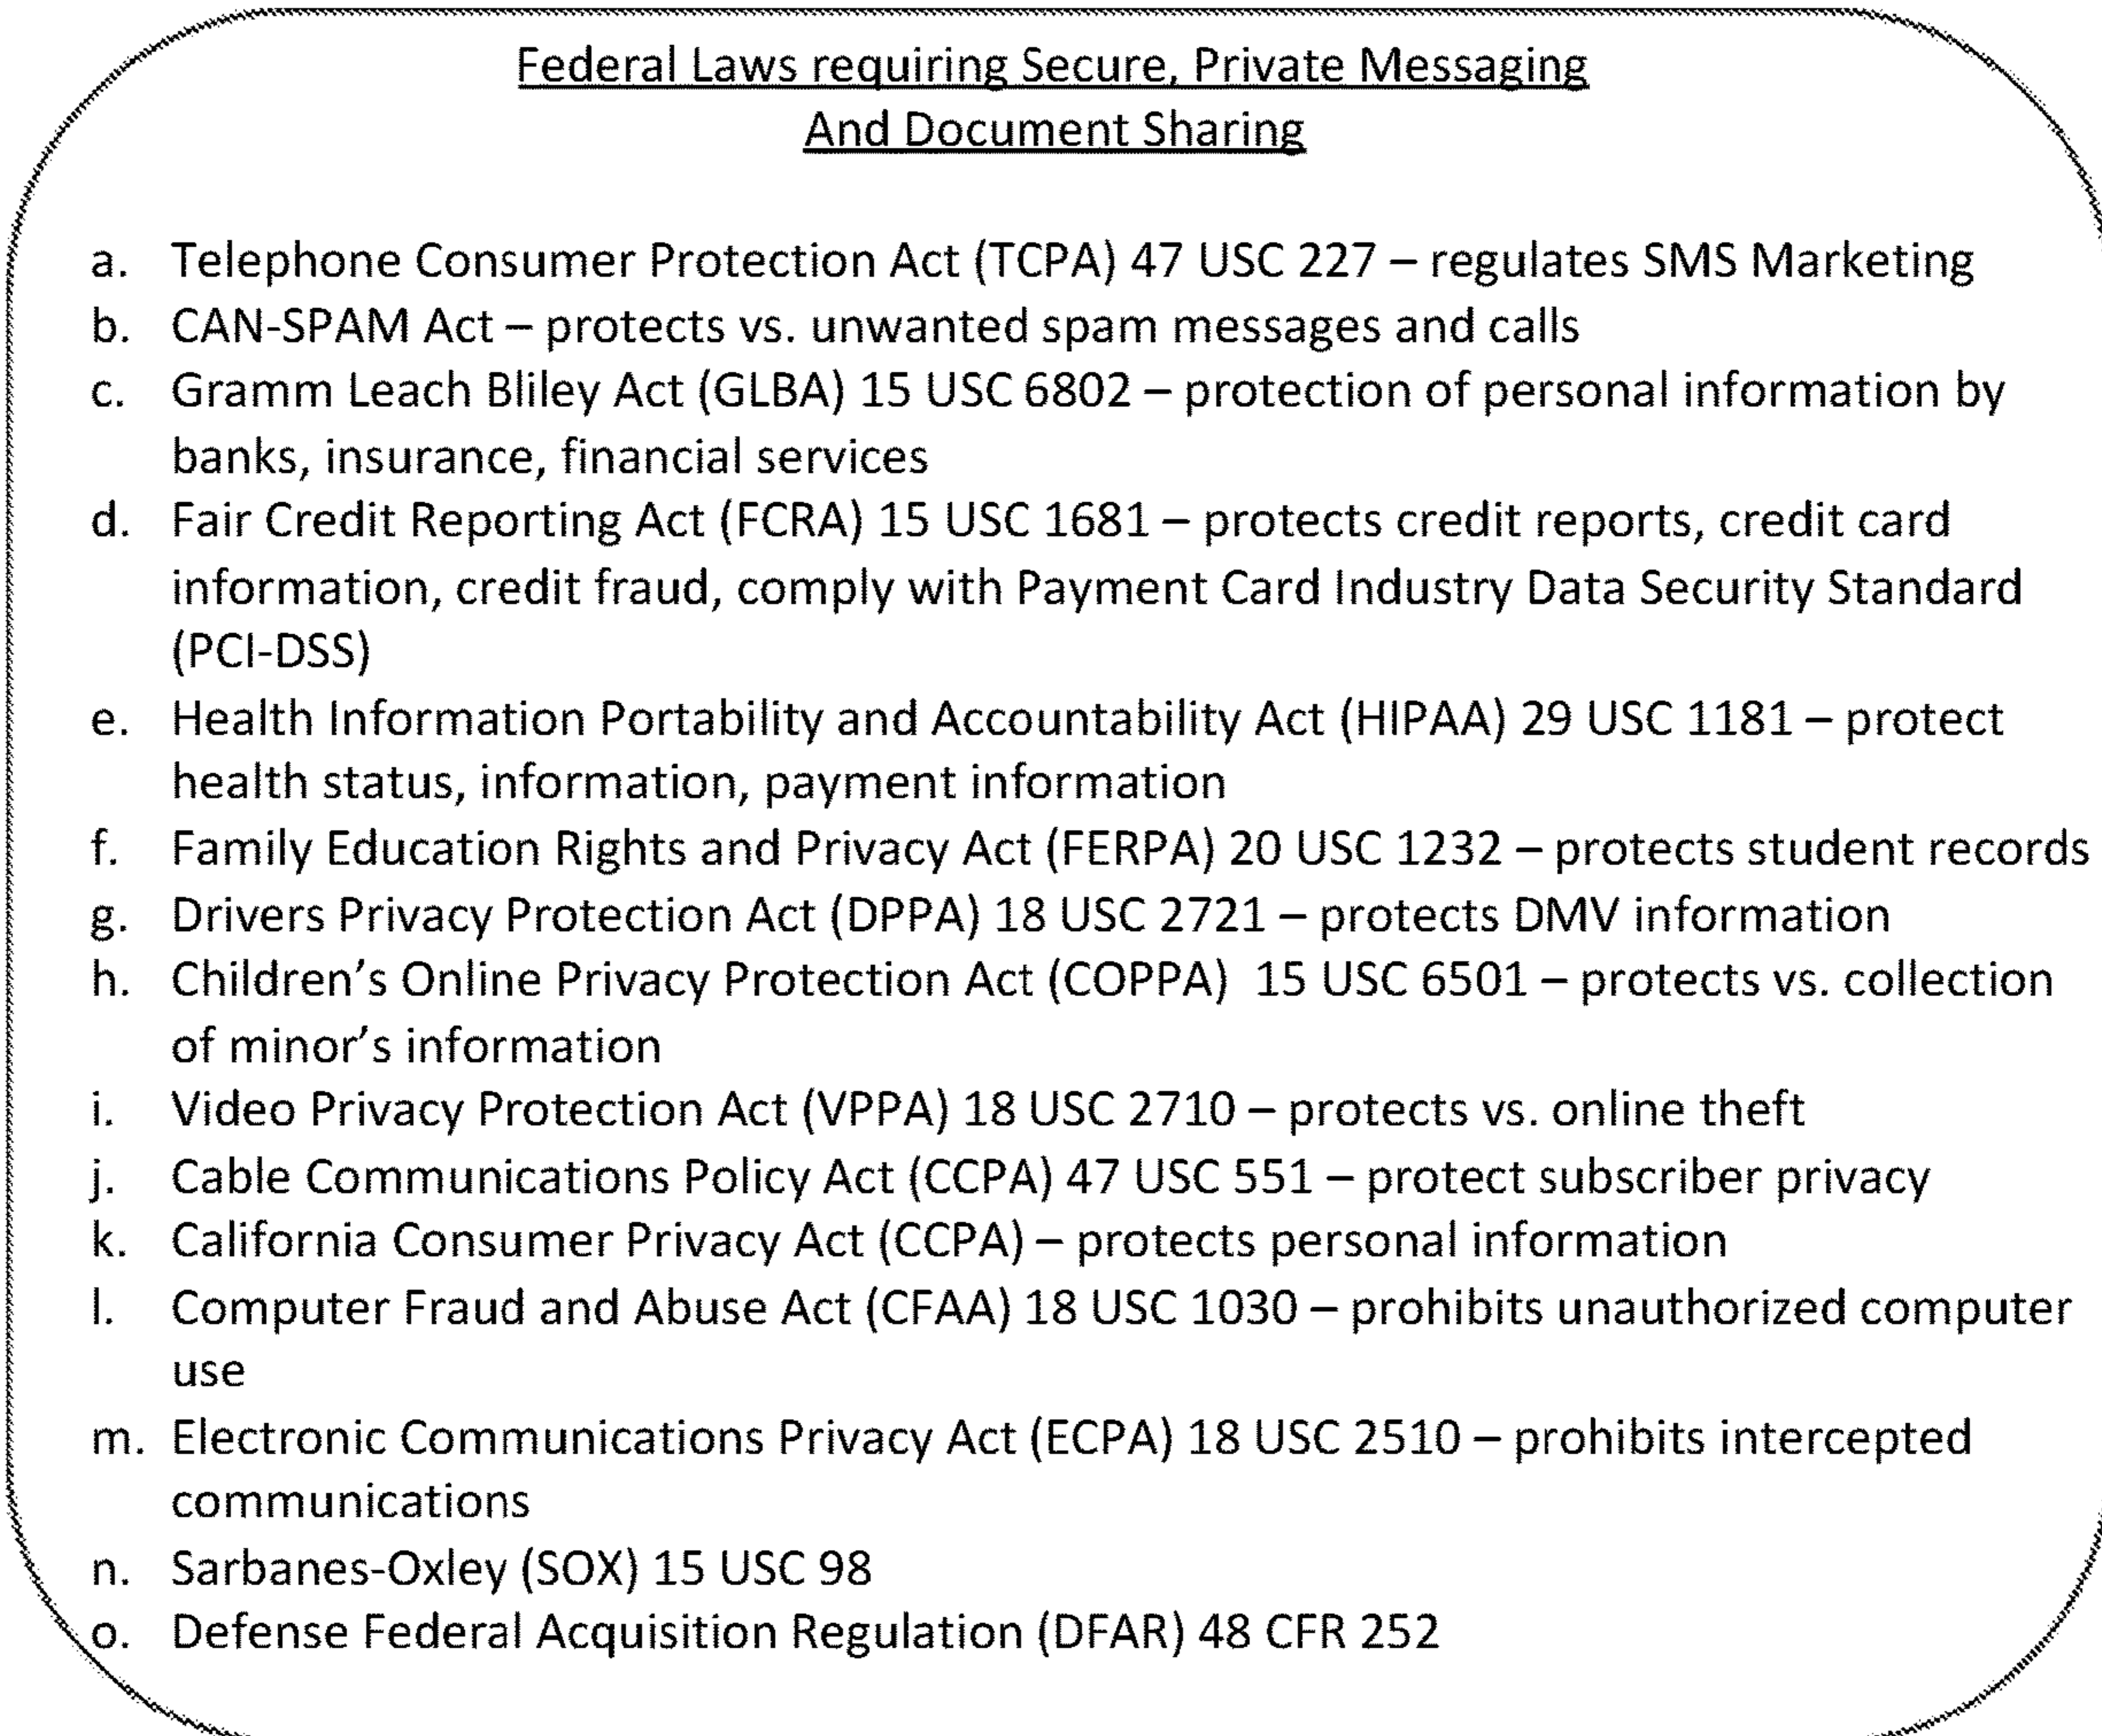 Federal Laws requiring Secure, Private Messaging
And Document Sharing
a. Telephone Consumer Protection Act (TCPA) 47 USC 227 – regulates SMS Marketing
b. CAN-SPAM Act – protects vs. unwanted spam messages and calls
c. Gramm Leach Bliley Act (GLBA) 15 USC 6802 – protection of personal information by
banks, insurance, financial services
d. Fair Credit Reporting Act (FCRA) 15 USC 1681 – protects credit reports, credit card
information, credit fraud, comply with Payment Card Industry Data Security Standard
(PCI-DSS)
e. Health Information Portability and Accountability Act (HIPAA) 29 USC 1181 – protect
health status, information, payment information
f. Family Education Rights and Privacy Act (FERPA) 20 USC 1232 – protects student records
g. Drivers Privacy Protection Act (DPPA) 18 USC 2721 – protects DMV information
h. Children's Online Privacy Protection Act (COPPA)  15 USC 6501 – protects vs. collection
of minor's information
i. Video Privacy Protection Act (VPPA) 18 USC 2710 – protects vs. online theft
j. Cable Communications Policy Act (CCPA) 47 USC 551 – protect subscriber privacy
k. California Consumer Privacy Act (CCPA) – protects personal information
l. Computer Fraud and Abuse Act (CFAA) 18 USC 1030 – prohibits unauthorized computer
use
m. Electronic Communications Privacy Act (ECPA) 18 USC 2510 – prohibits intercepted
communications
n. Sarbanes-Oxley (SOX) 15 USC 98
o. Defense Federal Acquisition Regulation (DFAR) 48 CFR 252